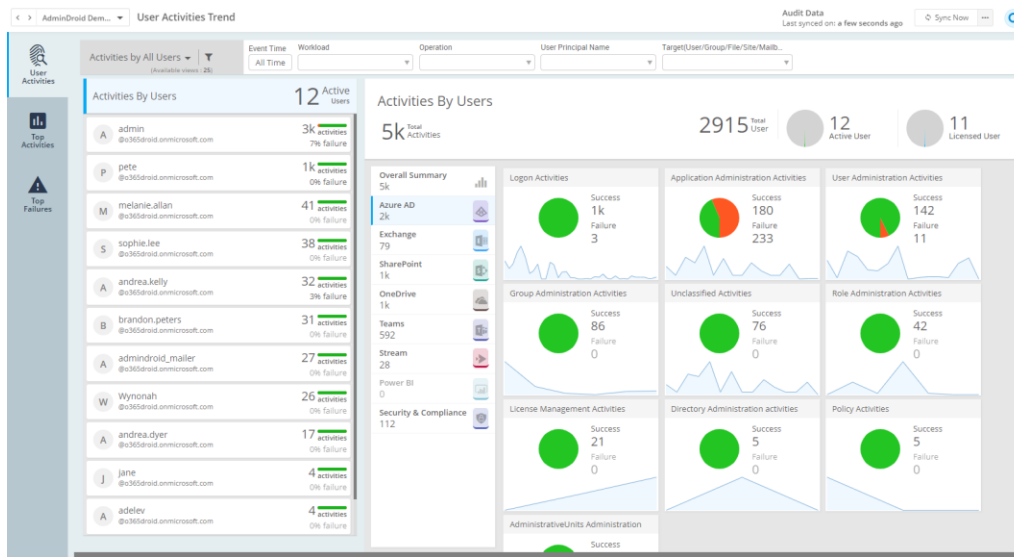 AdminDroid Dem...
User Activities Trend
Audit Data
Last synced on: a few seconds ago
Sync Now
User
Activities
Top
Activities
Top
Failures
Activities by All Users
(Available views : 25)
Event Time
All Time
Workload
Operation
User Principal Name
Target(User/Group/File/Site/Mailb...
Activities By Users
12 Active
Users
A
admin
@o365droid.onmicrosoft.com
3k activities
7% failure
P
pete
@o365droid.onmicrosoft.com
1k activities
0% failure
M
melanie.allan
@o365droid.onmicrosoft.com
41 activities
0% failure
S
sophie.lee
@o365droid.onmicrosoft.com
38 activities
0% failure
A
andrea.kelly
@o365droid.onmicrosoft.com
32 activities
3% failure
B
brandon.peters
@o365droid.onmicrosoft.com
31 activities
0% failure
A
admindroid_mailer
@o365droid.onmicrosoft.com
27 activities
0% failure
W
Wynonah
@o365droid.onmicrosoft.com
26 activities
0% failure
A
andrea.dyer
@o365droid.onmicrosoft.com
17 activities
0% failure
J
jane
@o365droid.onmicrosoft.com
4 activities
0% failure
A
adelev
@o365droid.onmicrosoft.com
4 activities
0% failure
Activities By Users
5k Total
Activities
2915 Total
User
12
Active User
11
Licensed User
Overall Summary
5k
Azure AD
2k
Exchange
79
SharePoint
1k
OneDrive
1k
Teams
592
Stream
28
Power BI
0
Security & Compliance
112
Logon Activities
Success
1k
Failure
3
Application Administration Activities
Success
180
Failure
233
User Administration Activities
Success
142
Failure
11
Group Administration Activities
Success
86
Failure
0
Unclassified Activities
Success
76
Failure
0
Role Administration Activities
Success
42
Failure
0
License Management Activities
Success
21
Failure
0
Directory Administration activities
Success
5
Failure
0
Policy Activities
Success
5
Failure
0
AdministrativeUnits Administration
Success